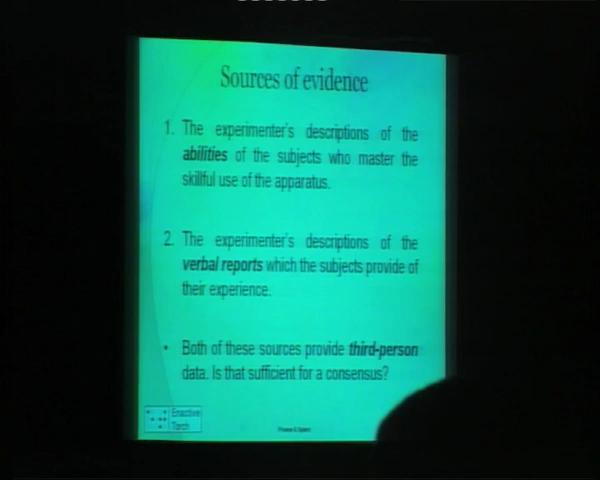 Sources of evidence
1. The experimenter's descriptions of the
abilities of the subjects who master the
skillful use of the apparatus.
2. The experimenter's descriptions of the
verbal reports which the subjects provide of
their experience.
• Both of these sources provide third-person
data. Is that sufficient for a consensus?
Enactive
Torch